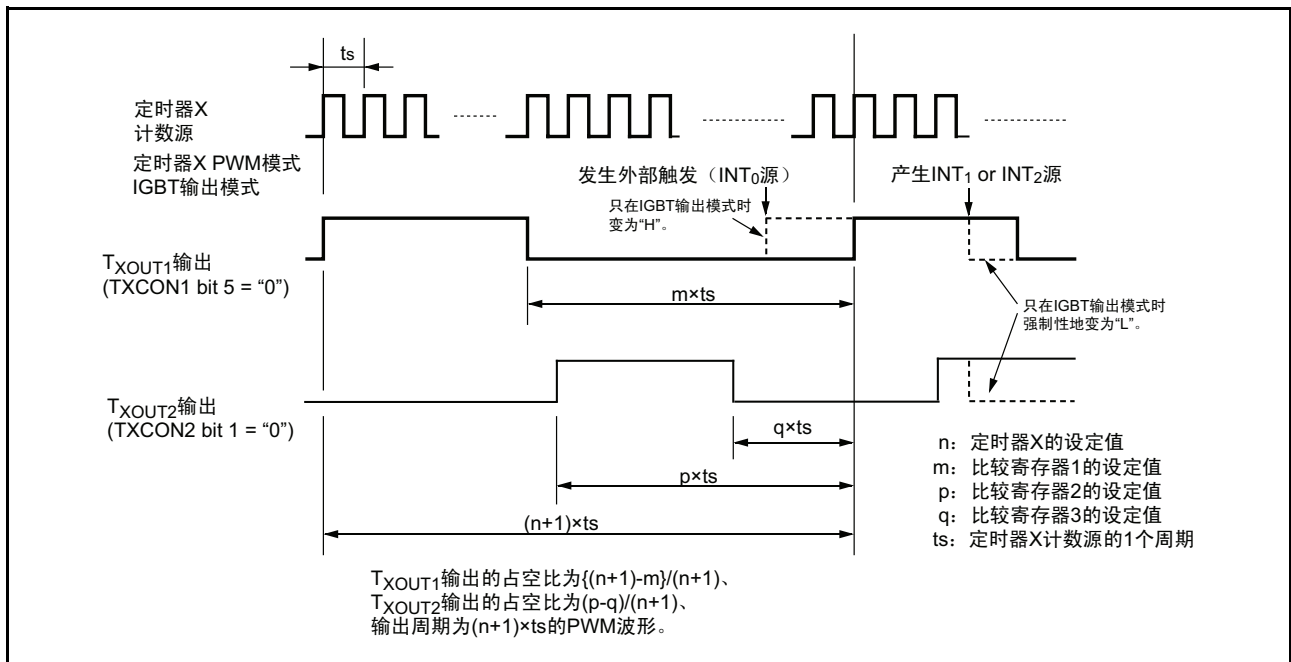 ts
定时器X
计数源
定时器X PWM模式
IGBT输出模式
发生外部触发（INT0源）
产生INT1 or INT2源
只在IGBT输出模式时
变为“H”。
TXOUT1输出
(TXCON1 bit 5 = “0”)
m×ts
只在IGBT输出模式时
强制性地变为“L”。
TXOUT2输出
(TXCON2 bit 1 = “0”)
q×ts
p×ts
(n+1)×ts
n：定时器X的设定值
m：比较寄存器1的设定值
p：比较寄存器2的设定值
q：比较寄存器3的设定值
ts：定时器X计数源的1个周期
TXOUT1输出的占空比为{(n+1)-m}/(n+1)、
TXOUT2输出的占空比为(p-q)/(n+1)、
输出周期为(n+1)×ts的PWM波形。